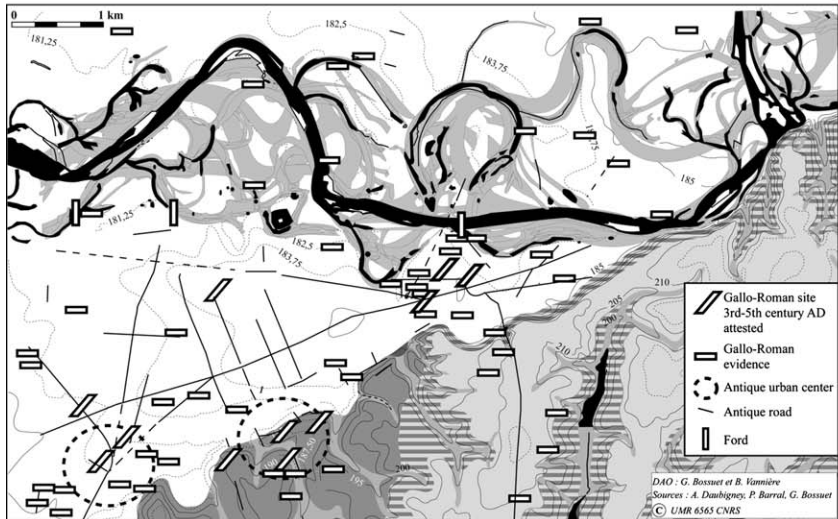 0 1 km
181,25
182,5
183,75
185
181,25
182,5
183,75
185
210
205
200
210
200
195
Gallo-Roman site
3rd-5th century AD
attested
Gallo-Roman
evidence
Antique urban center
Antique road
Ford
DAO : G. Bossuet et B. Vannière
Sources : A. Daubigney, P. Barral, G. Bossuet
© UMR 6565 CNRS